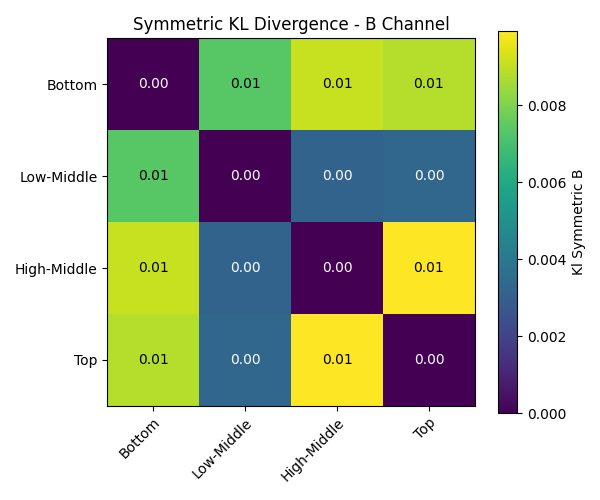 Symmetric KL Divergence - B Channel
Bottom 0.00 0.01 0.01 0.01
Low-Middle 0.01 0.00 0.00 0.00
High-Middle 0.01 0.00 0.00 0.01
Top 0.01 0.00 0.01 0.00
Bottom Low-Middle High-Middle Top
0.008
0.006
0.004
0.002
0.000
Kl Symmetric B